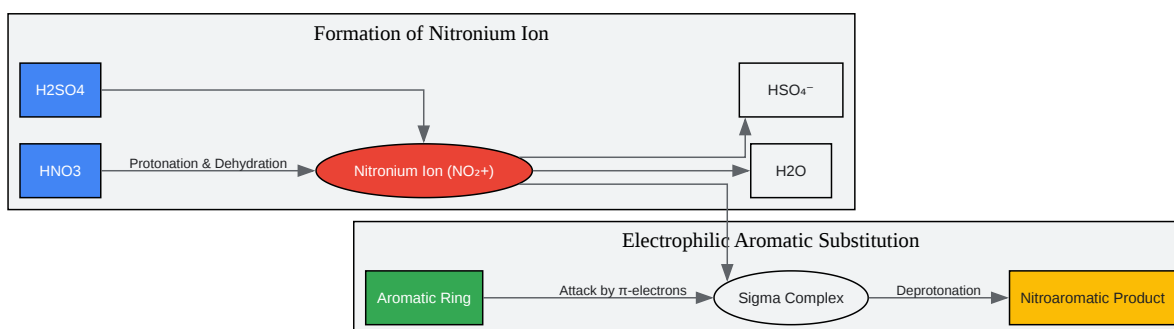 Formation of Nitronium Ion
H2SO4
HSO₄⁻
HNO3
Protonation & Dehydration
Nitronium Ion (NO₂+)
H2O
Electrophilic Aromatic Substitution
Aromatic Ring
Attack by π-electrons
Sigma Complex
Deprotonation
Nitroaromatic Product